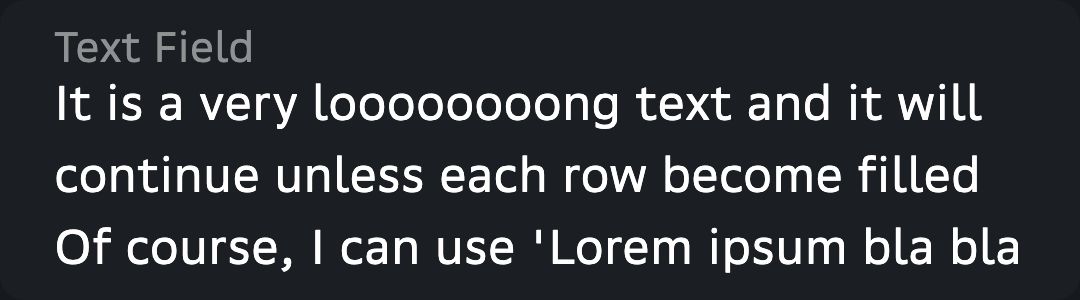 Text Field
It is a very looooooooong text and it will
continue unless each row become filled
Of course, I can use 'Lorem ipsum bla bla